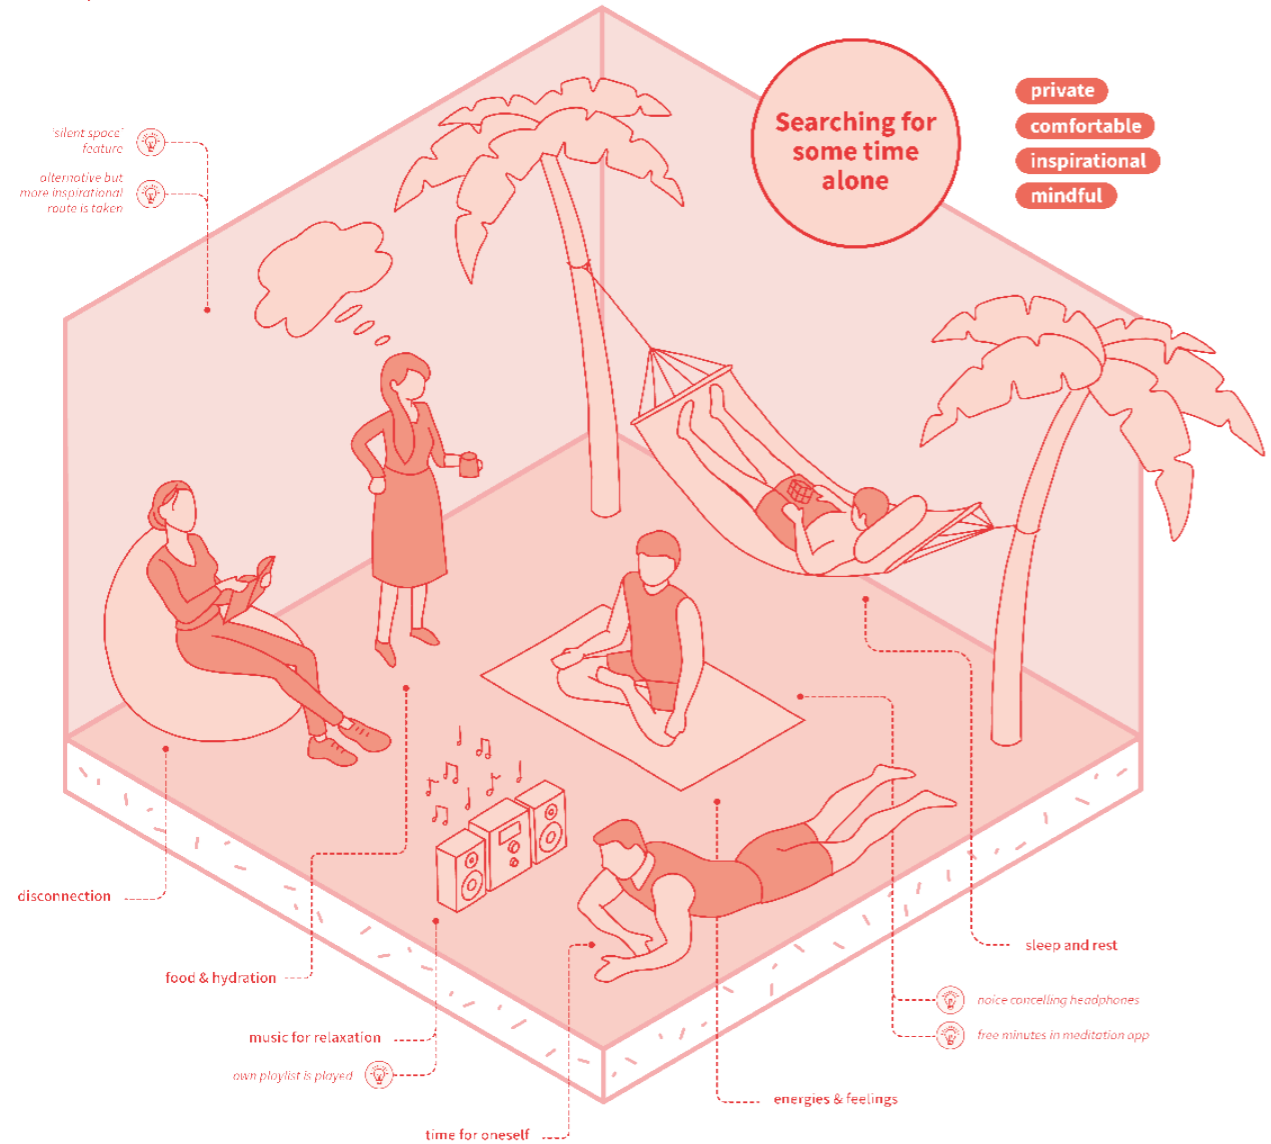 Searching for
some time
alone
private
comfortable
inspirational
mindful
'silent space'
feature
alternative but
more inspirational
route is taken
disconnection
food & hydration
music for relaxation
own playlist is played
time for oneself
energies & feelings
sleep and rest
noice cancelling headphones
free minutes in meditation app